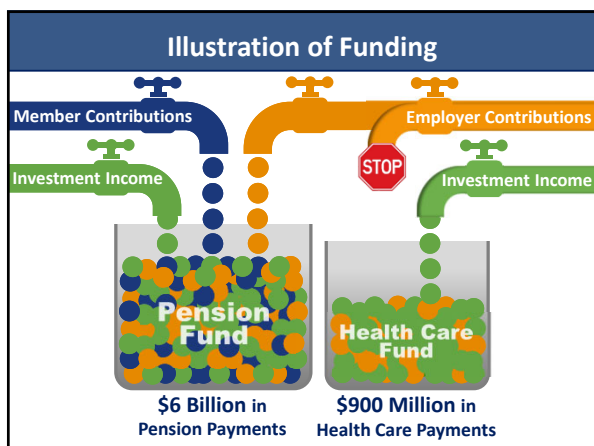 Illustration of Funding
Member Contributions
Employer Contributions
STOP
Investment Income
Investment Income
Pension
Fund
Health Care
Fund
$6 Billion in
Pension Payments
$900 Million in
Health Care Payments